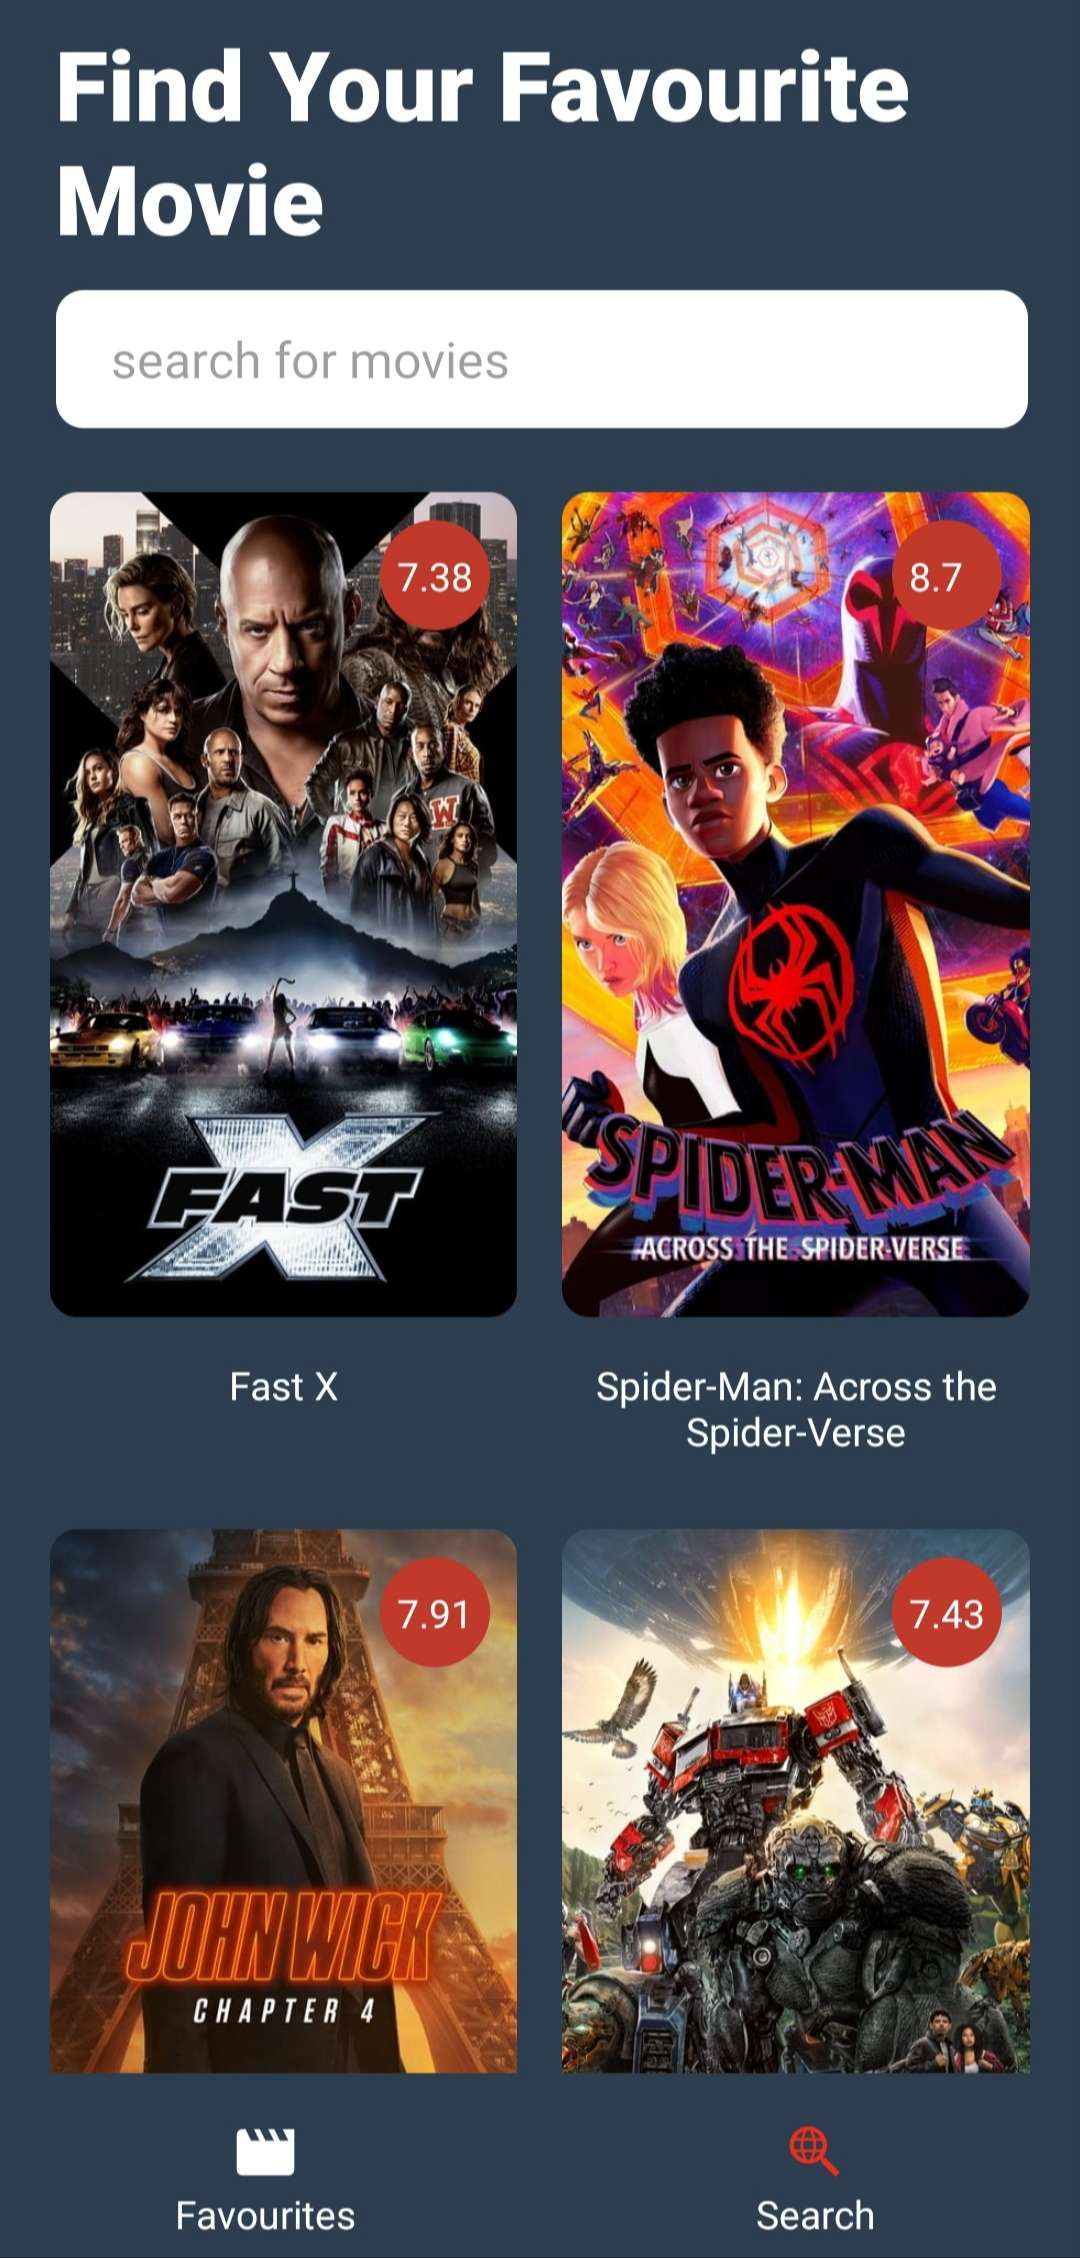 Find Your Favourite
Movie
search for movies
7.38
W
FAST
X
Fast X
8.7
SPIDER-MAN
ACROSS THE SPIDER-VERSE
Spider-Man: Across the
Spider-Verse
7.91
JOHN WICK
CHAPTER 4
7.43
Favourites
Search